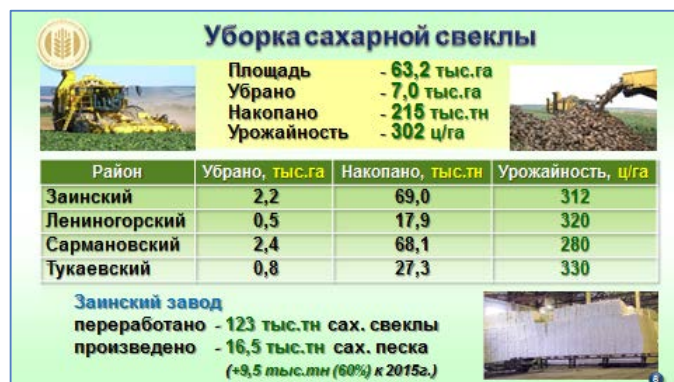 Уборка сахарной свеклы
Площадь - 63,2 тыс.га
Убрано - 7,0 тыс.га
Накопано - 215 тыс.тн
Урожайность - 302 ц/га
Район Убрано, тыс.га Накопано, тыс.тн Урожайность, ц/га
Заинский 2,2 69,0 312
Лениногорский 0,5 17,9 320
Сармановский 2,4 68,1 280
Тукаевский 0,8 27,3 330
Заинский завод
переработано - 123 тыс.тн сах. свеклы
произведено - 16,5 тыс.тн сах. песка
(+9,5 тыс.тн (60%) к 2015г.)